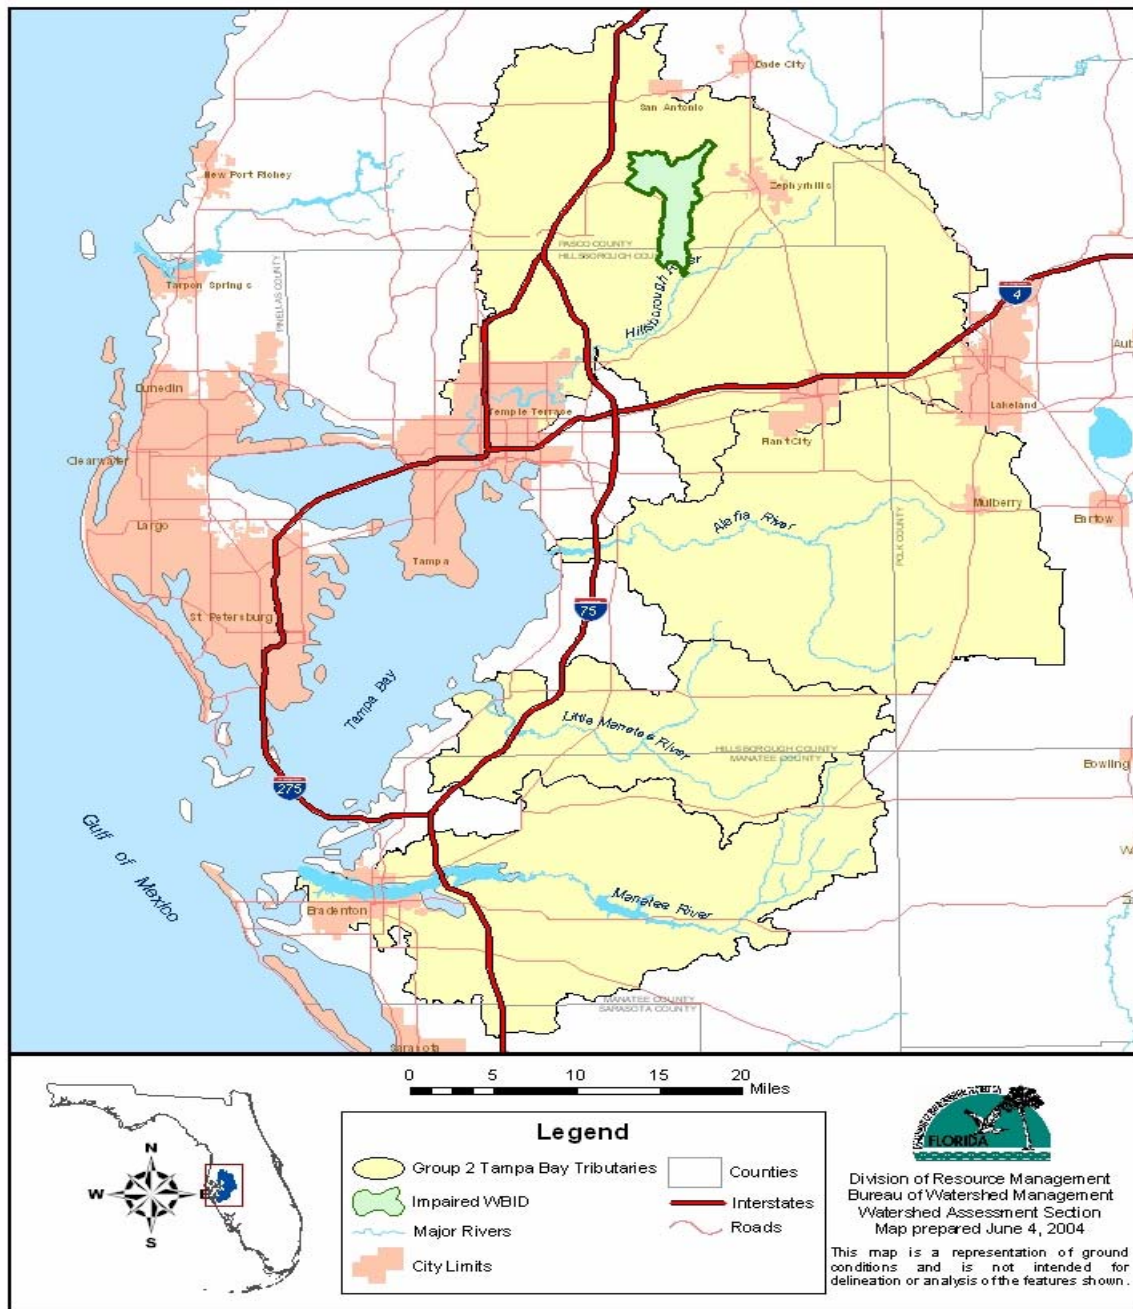 Dade City
San Antonio
New Port Richey
Zephyrhills
PASCO COUNTY
HILLSBOROUGH COU
PINELLAS COUNTY
Tarpon Springs
Hillsborough River
4
Dunedin
Aub
Temple Terrace
Lakeland
Plant City
Clearwater
Mulberry
Bartow
Largo
Alafia River
POLK COUNTY
Tampa
75
St Petersburg
Tampa Bay
Little Manatee River
HILLSBOROUGH COUNTY
MANATEE COUNTY
Bowling
275
Gulf of Mexico
Manatee River
Bradenton
MANATEE COUNTY
SARASOTA COUNTY
Sarasota
0 5 10 15 20
Miles
N
W E
S
Legend
Group 2 Tampa Bay Tributaries
Impaired WBID
Major Rivers
City Limits
Counties
Interstates
Roads
FLORIDA
Division of Resource Management
Bureau of Watershed Management
Watershed Assessment Section
Map prepared June 4, 2004
This map is a representation of ground
conditions and is not intended for
delineation or analysis of the features shown.